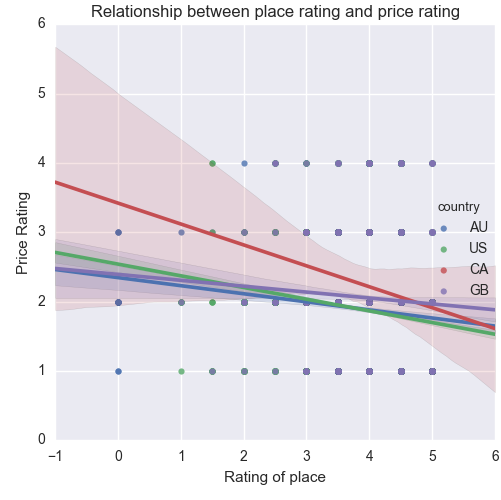 Relationship between place rating and price rating
6
5
4
3
2
1
0
Price Rating
country
AU
US
CA
GB
−1 0 1 2 3 4 5 6
Rating of place